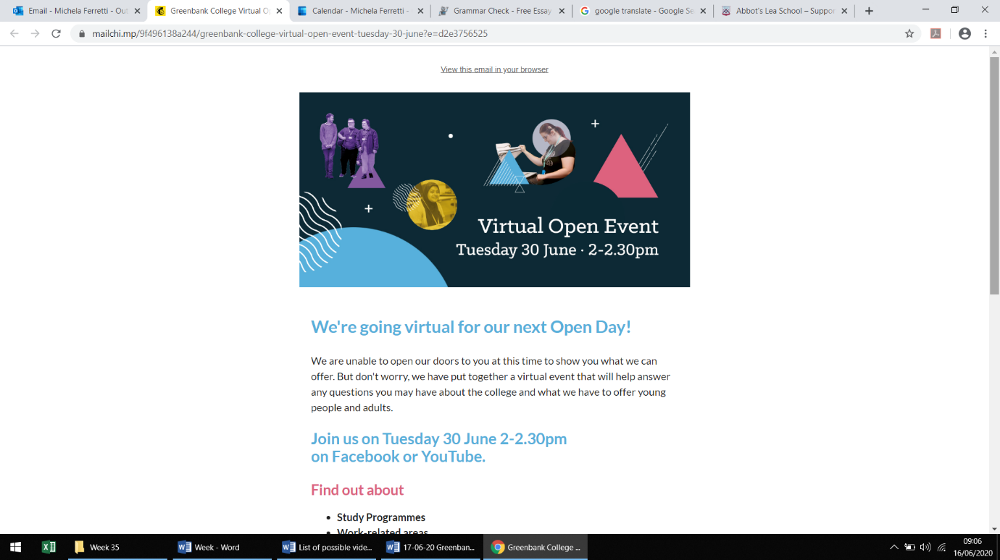 Email - Michela Ferretti - Out
Greenbank College Virtual O
Calendar - Michela Ferretti -
Grammar Check - Free Essay
google translate - Google Se
Abbot's Lea School – Suppor
mailchi.mp/9f496138a244/greenbank-college-virtual-open-event-tuesday-30-june?e=d2e3756525
View this email in your browser
Virtual Open Event
Tuesday 30 June · 2-2.30pm
We're going virtual for our next Open Day!
We are unable to open our doors to you at this time to show you what we can
offer. But don't worry, we have put together a virtual event that will help answer
any questions you may have about the college and what we have to offer young
people and adults.
Join us on Tuesday 30 June 2-2.30pm
on Facebook or YouTube.
Find out about
• Study Programmes
• Work-related areas
Week 35
Week - Word
List of possible vide...
17-06-20 Greenban...
Greenbank College ...
09:06
16/06/2020